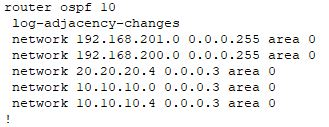 router ospf 10
log-adjacency-changes
network 192.168.201.0 0.0.0.255 area 0
network 192.168.200.0 0.0.0.255 area 0
network 20.20.20.4 0.0.0.3 area 0
network 10.10.10.0 0.0.0.3 area 0
network 10.10.10.4 0.0.0.3 area 0
!